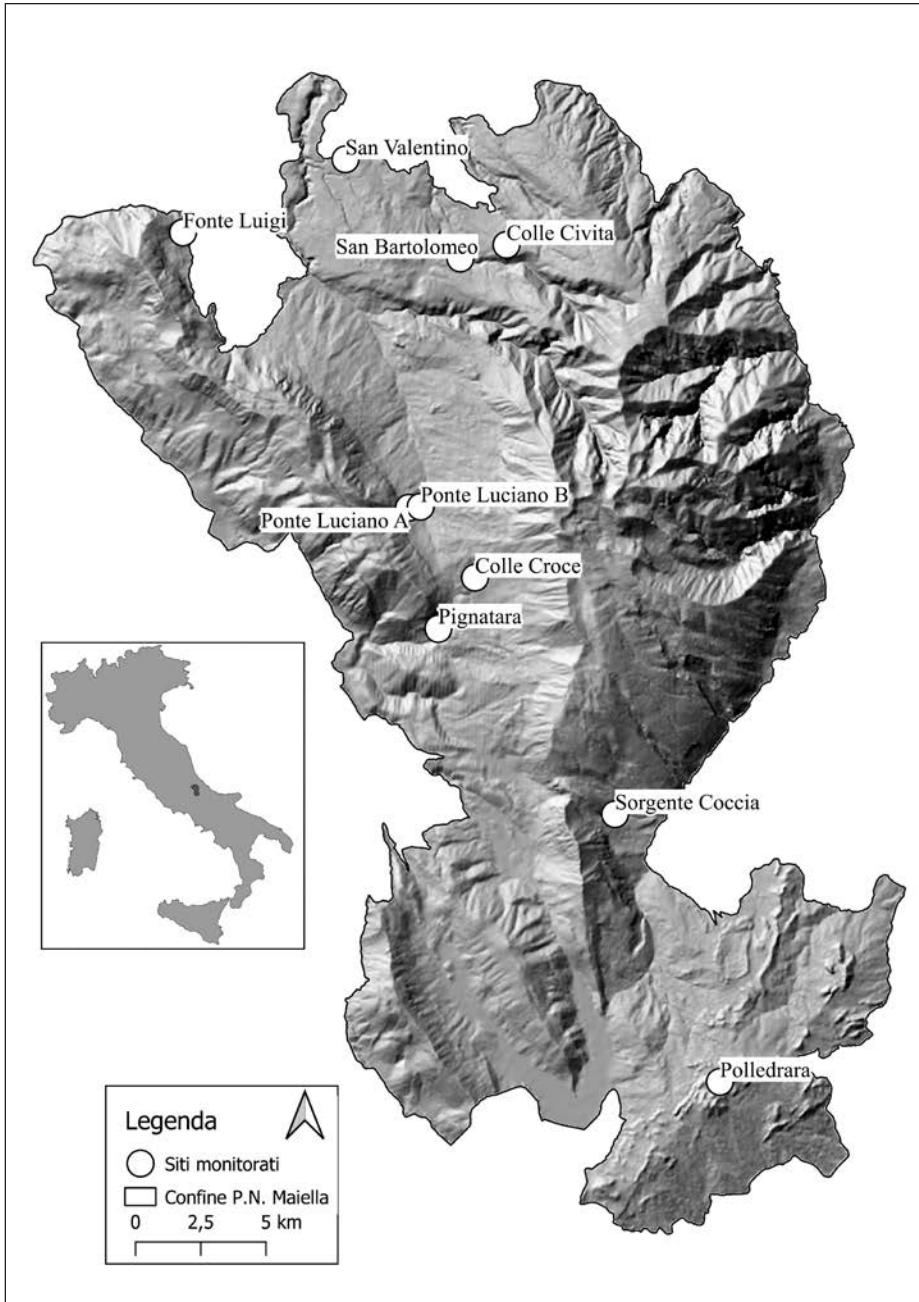 San Valentino
Fonte Luigi
Colle Civita
San Bartolomeo
Ponte Luciano B
Ponte Luciano A
Colle Croce
Pignatara
Sorgente Coccia
Polledrara
Legenda
Siti monitorati
Confine P.N. Maiella
0 2,5 5 km